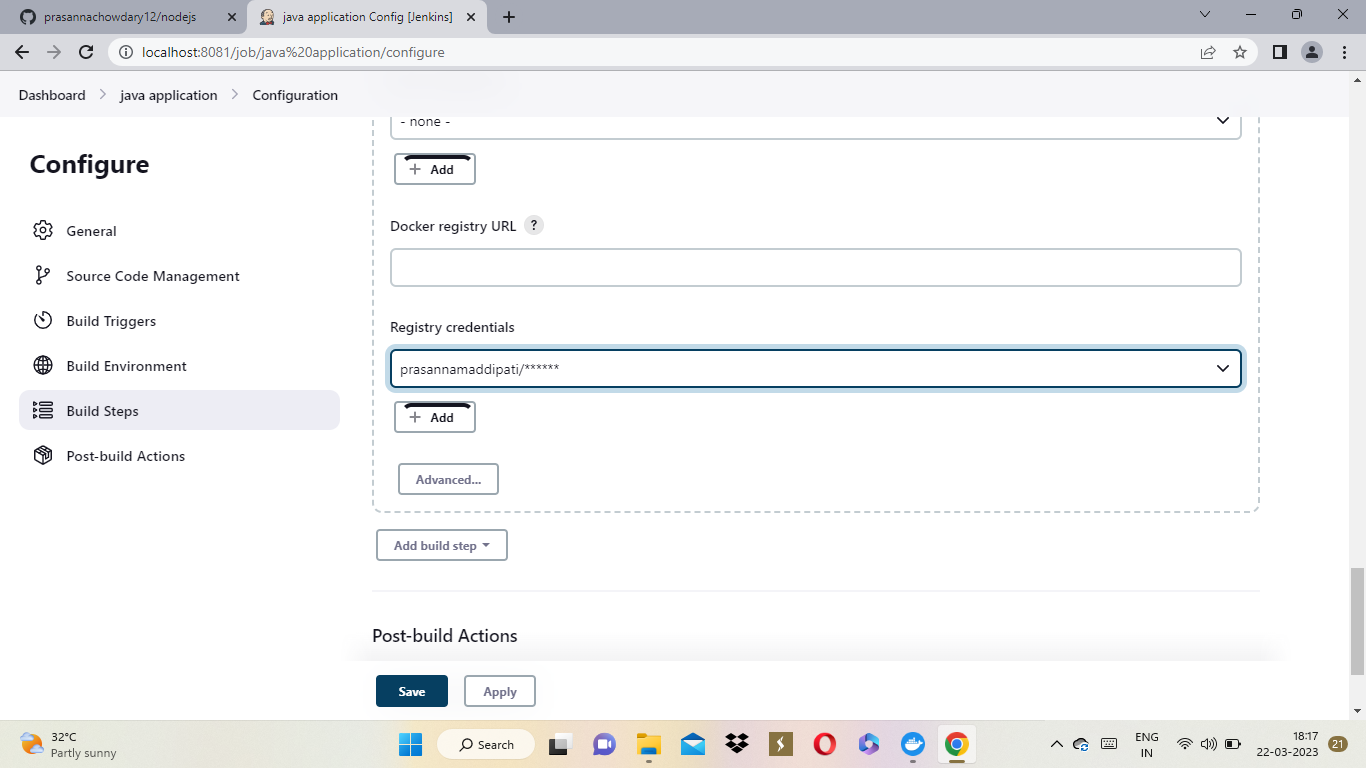 prasannachowdary12/nodejs
java application Config [Jenkins]
localhost:8081/job/java%20application/configure
Dashboard
java application
Configuration
Configure
General
Source Code Management
Build Triggers
Build Environment
Build Steps
Post-build Actions
- none -
Add
Docker registry URL ?
Registry credentials
prasannamaddipati/******
Add
Advanced...
Add build step
Post-build Actions
Save
Apply
32°C
Partly sunny
Search
ENG
IN
18:17
22-03-2023
21